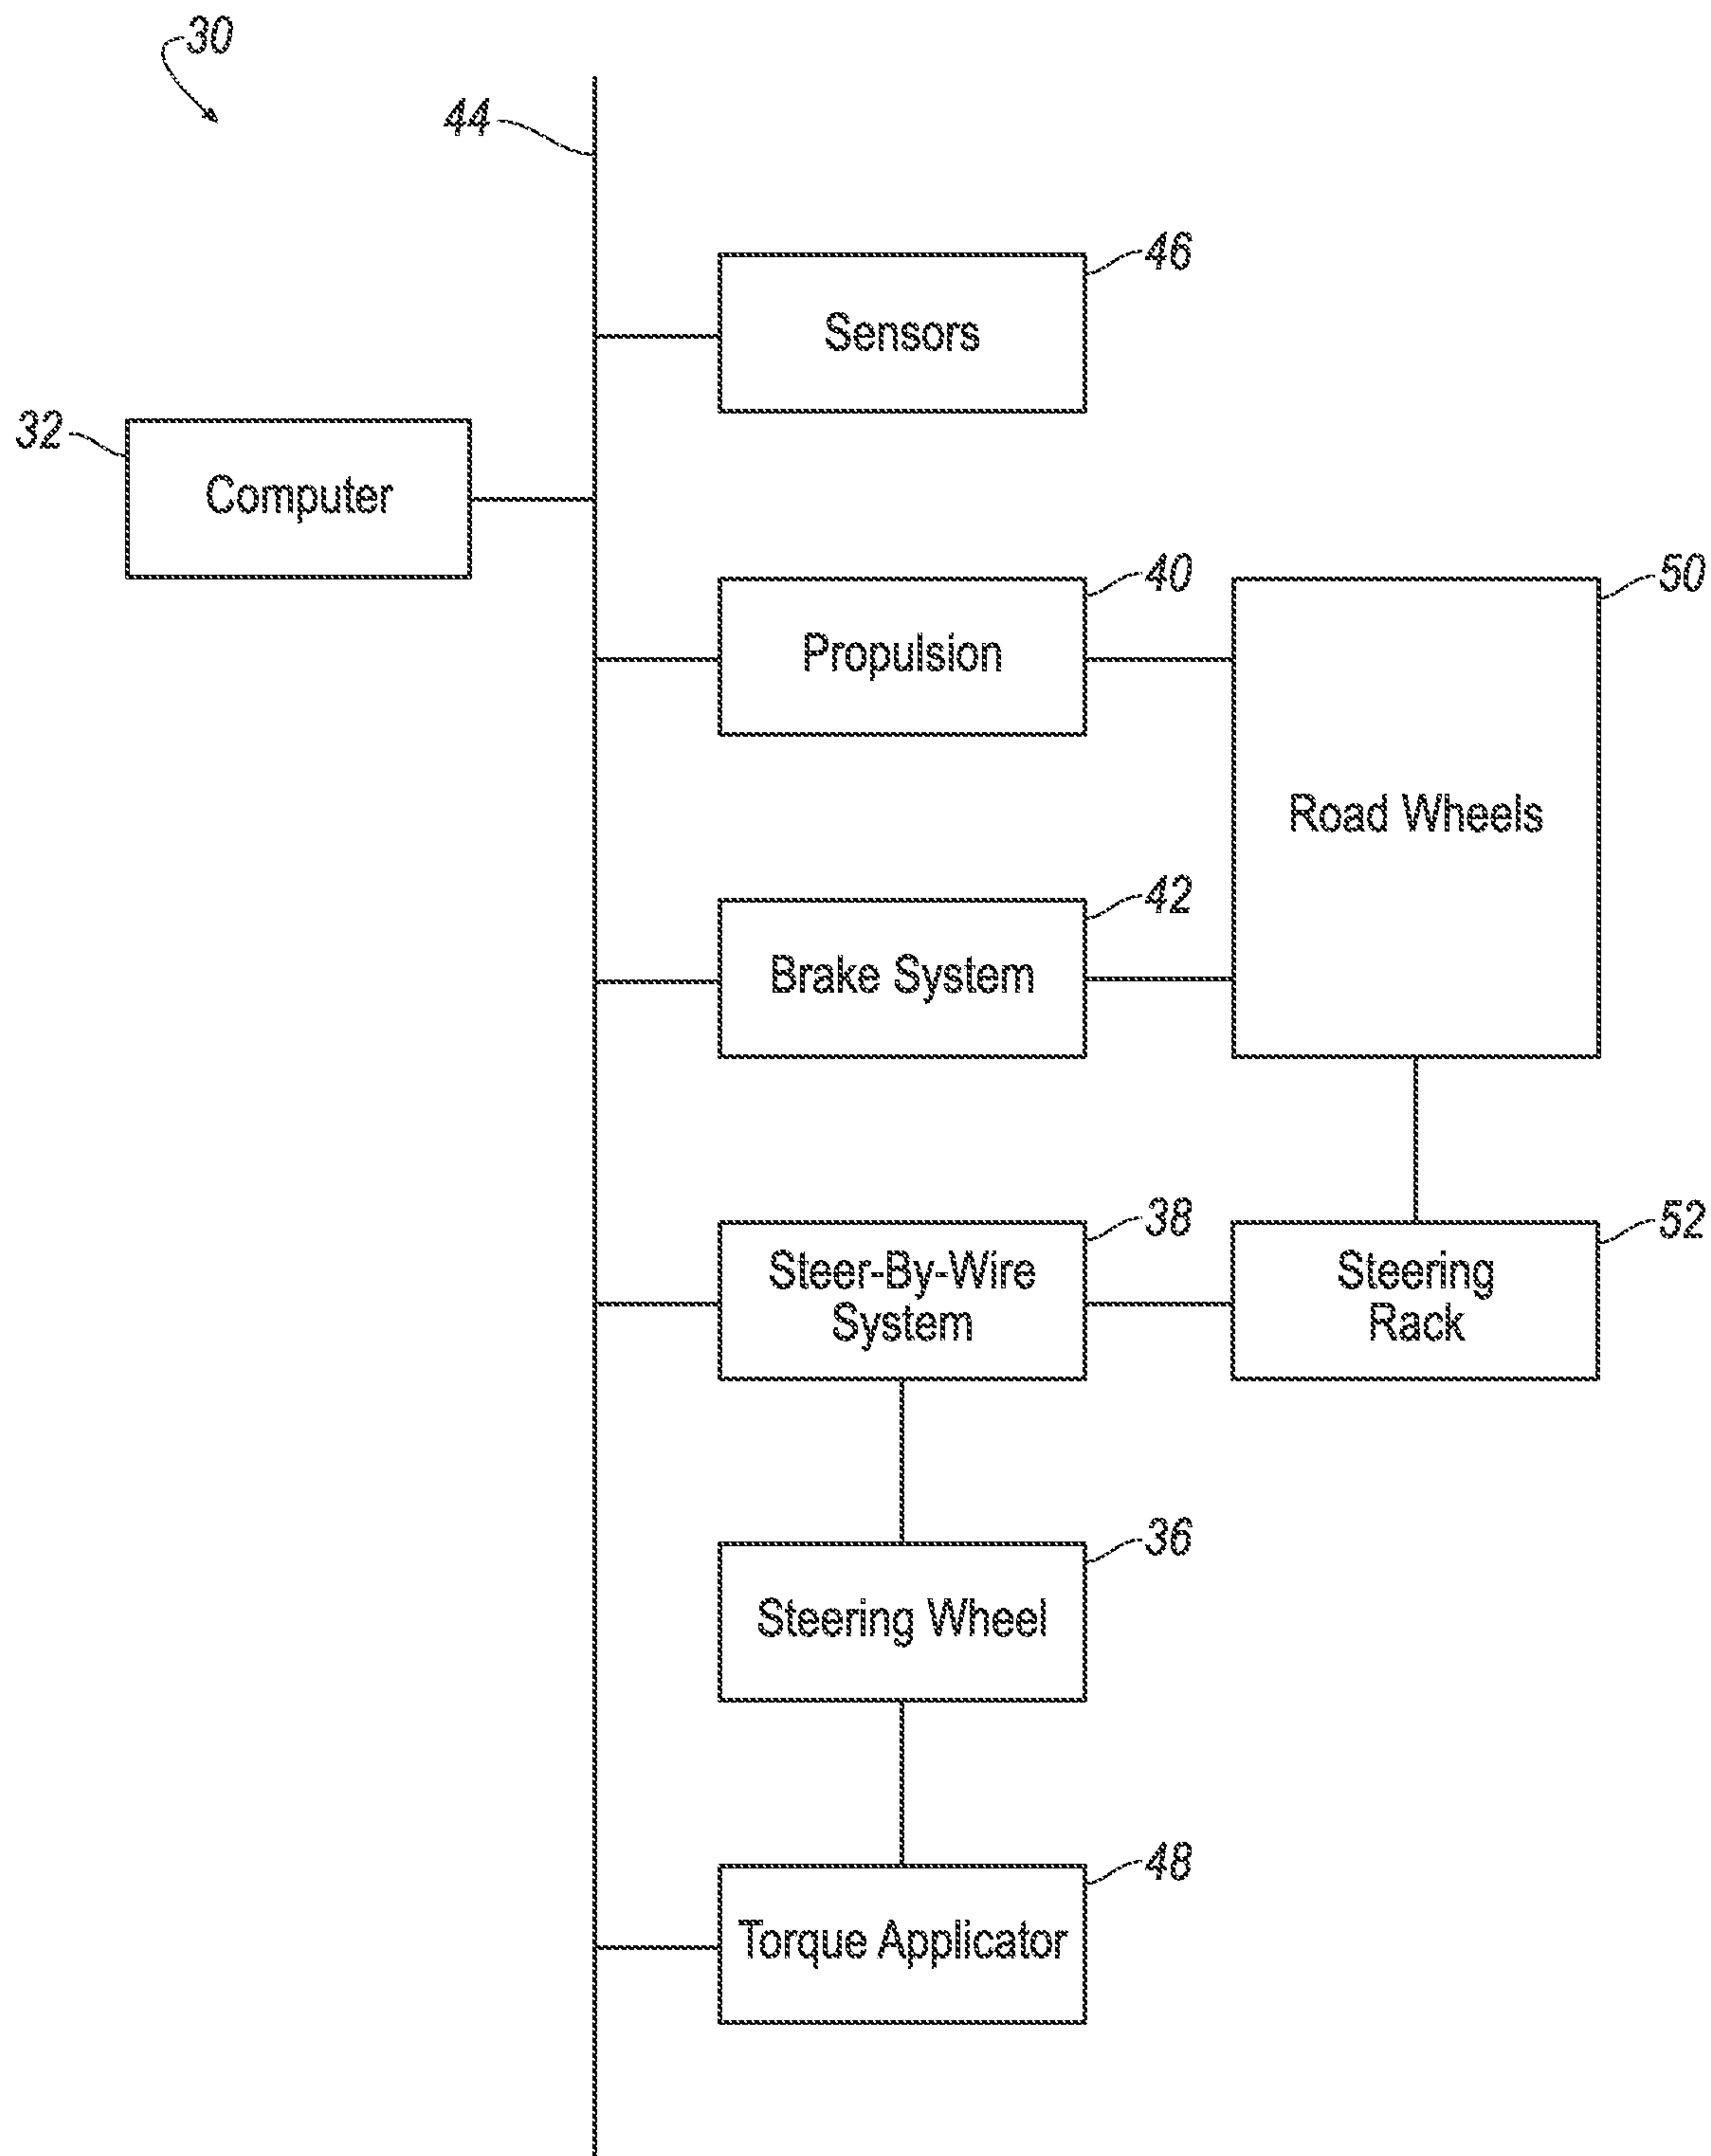 30
44
46
Sensors
32
Computer
40
50
Propulsion
Road Wheels
42
Brake System
38
52
Steer-By-Wire
System
Steering
Rack
36
Steering Wheel
48
Torque Applicator